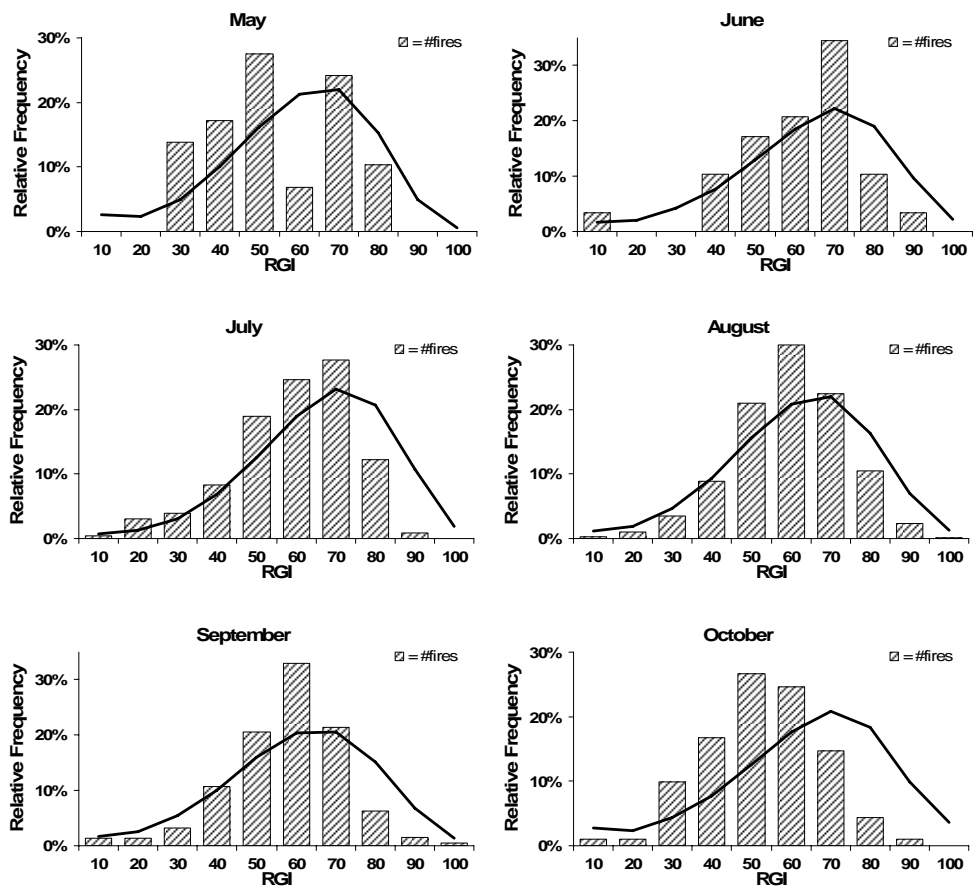 May
= #fires
Relative Frequency
30%
20%
10%
0%
10 20 30 40 50 60 70 80 90 100
RGI
June
= #fires
Relative Frequency
30%
20%
10%
0%
10 20 30 40 50 60 70 80 90 100
RGI
July
= #fires
Relative Frequency
30%
20%
10%
0%
10 20 30 40 50 60 70 80 90 100
RGI
August
= #fires
Relative Frequency
30%
20%
10%
0%
10 20 30 40 50 60 70 80 90 100
RGI
September
= #fires
Relative Frequency
30%
20%
10%
0%
10 20 30 40 50 60 70 80 90 100
RGI
October
= #fires
Relative Frequency
30%
20%
10%
0%
10 20 30 40 50 60 70 80 90 100
RGI